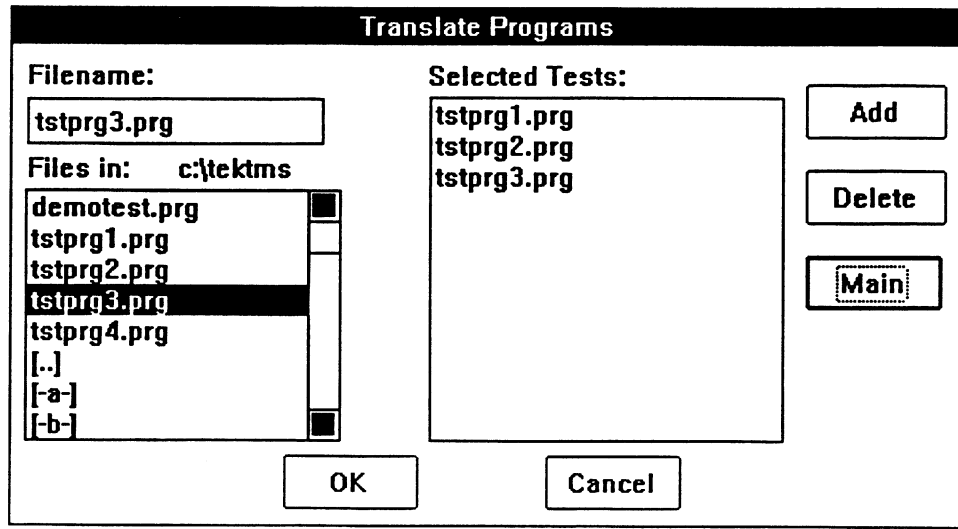 Translate Programs
Filename:
tstprg3.prg
Files in: c:\tektms
demotest.prg
tstprg1.prg
tstprg2.prg
tstprg3.prg
tstprg4.prg
[..]
[-a-]
[-b-]
Selected Tests:
tstprg1.prg
tstprg2.prg
tstprg3.prg
Add
Delete
Main
OK
Cancel